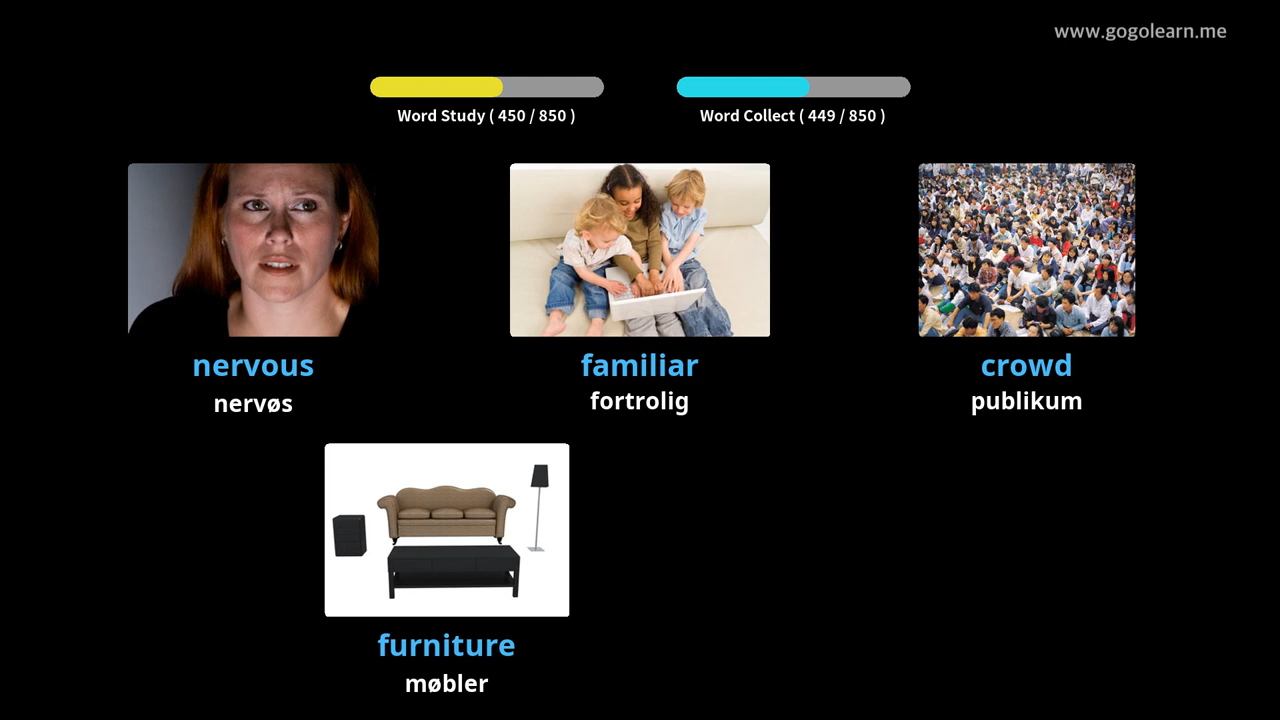 www.gogolearn.me
Word Study ( 450 / 850 )
Word Collect ( 449 / 850 )
nervous
nervøs
familiar
fortrolig
crowd
publikum
furniture
møbler